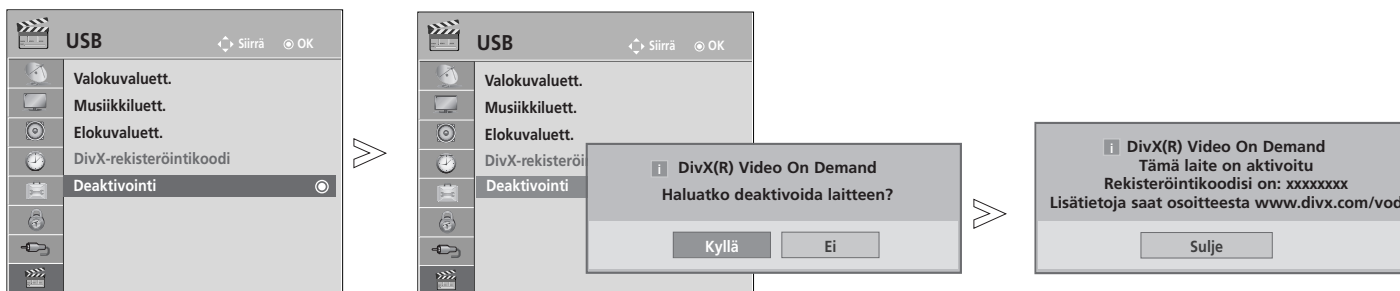 USB
Siirrä OK
Valokuvaluett.
Musiikkiluett.
Elokuvaluett.
DivX-rekisteröintikoodi
Deaktivointi
USB
Siirrä OK
Valokuvaluett.
Musiikkiluett.
Elokuvaluett.
DivX-rekisteröi
Deaktivointi
DivX(R) Video On Demand
Haluatko deaktivoida laitteen?
Kyllä Ei
DivX(R) Video On Demand
Tämä laite on aktivoitu
Rekisteröintikoodisi on: xxxxxxxx
Lisätietoja saat osoitteesta www.divx.com/vod
Sulje